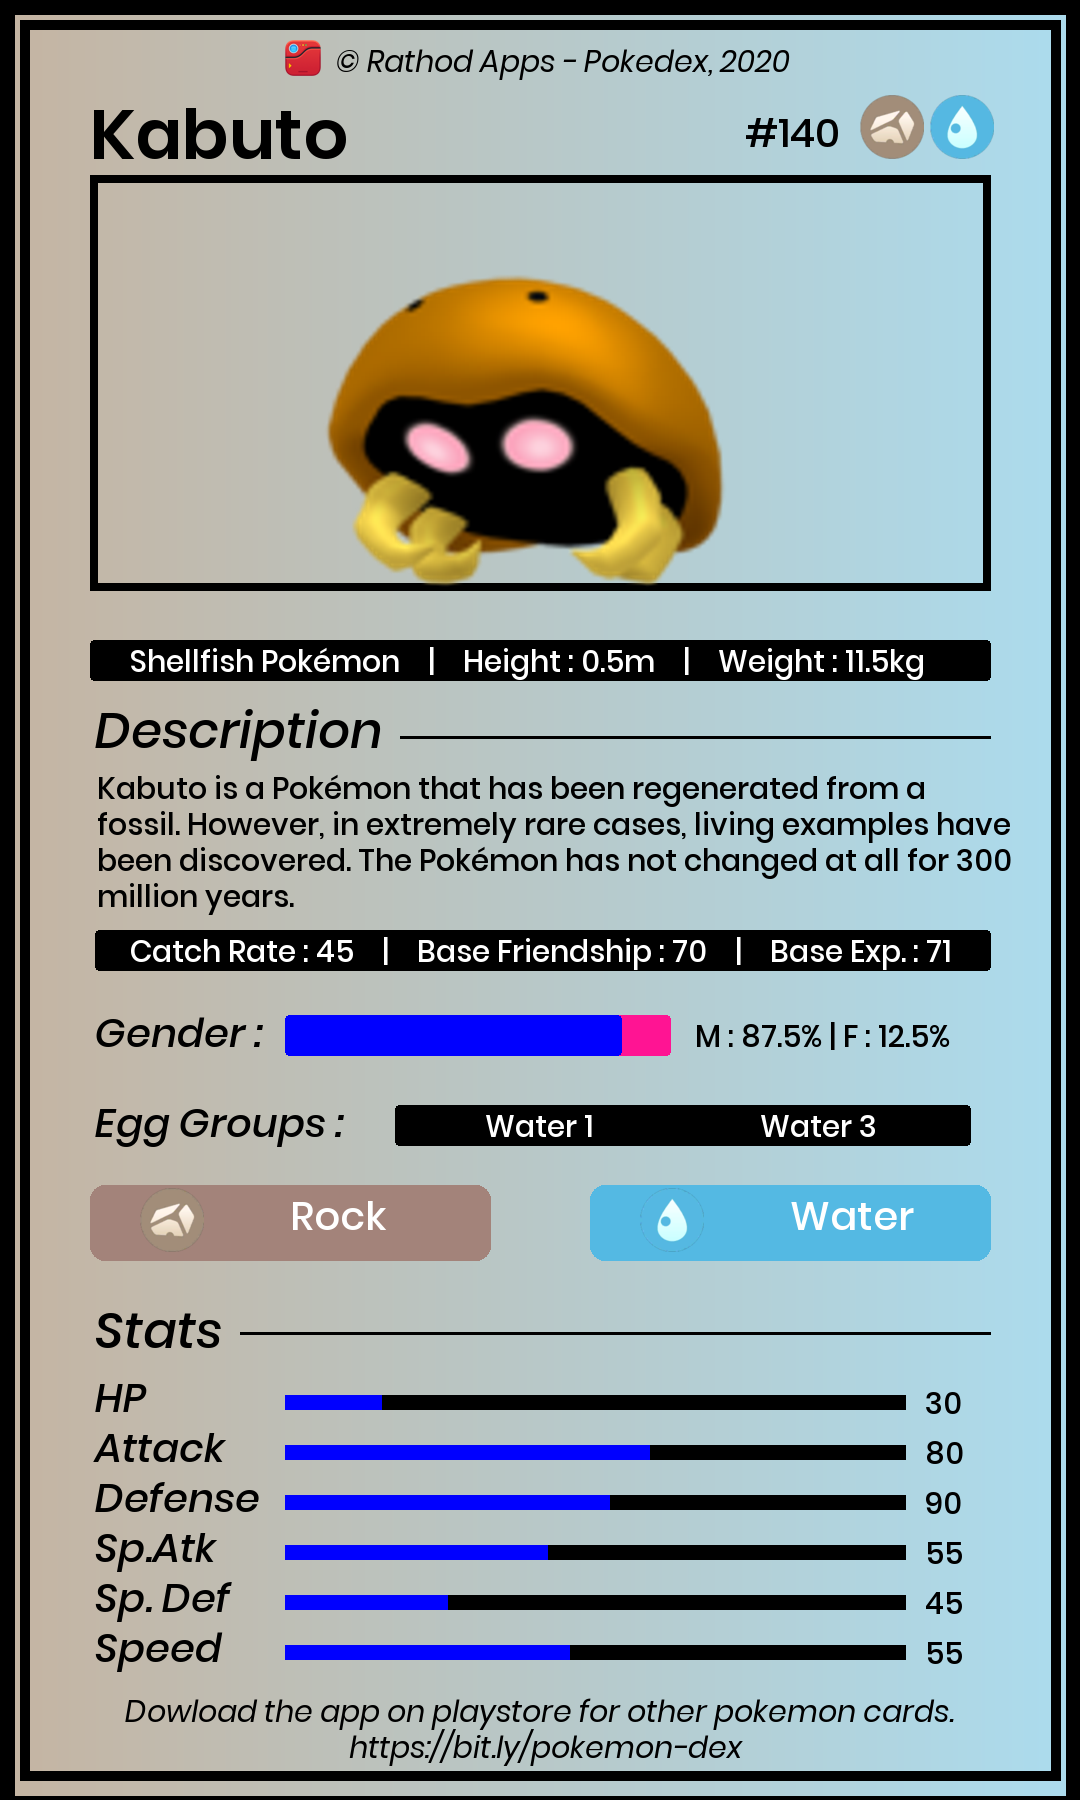 © Rathod Apps - Pokedex, 2020
Kabuto #140
Shellfish Pokémon | Height : 0.5m | Weight : 11.5kg
Description
Kabuto is a Pokémon that has been regenerated from a
fossil. However, in extremely rare cases, living examples have
been discovered. The Pokémon has not changed at all for 300
million years.
Catch Rate : 45 | Base Friendship : 70 | Base Exp. : 71
Gender : M : 87.5% | F : 12.5%
Egg Groups : Water 1 Water 3
Rock Water
Stats
HP 30
Attack 80
Defense 90
Sp.Atk 55
Sp. Def 45
Speed 55
Dowload the app on playstore for other pokemon cards.
https://bit.ly/pokemon-dex